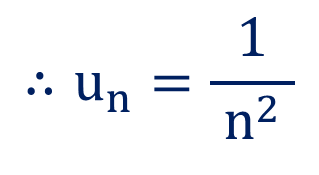 ∴ uₙ = 1/n²